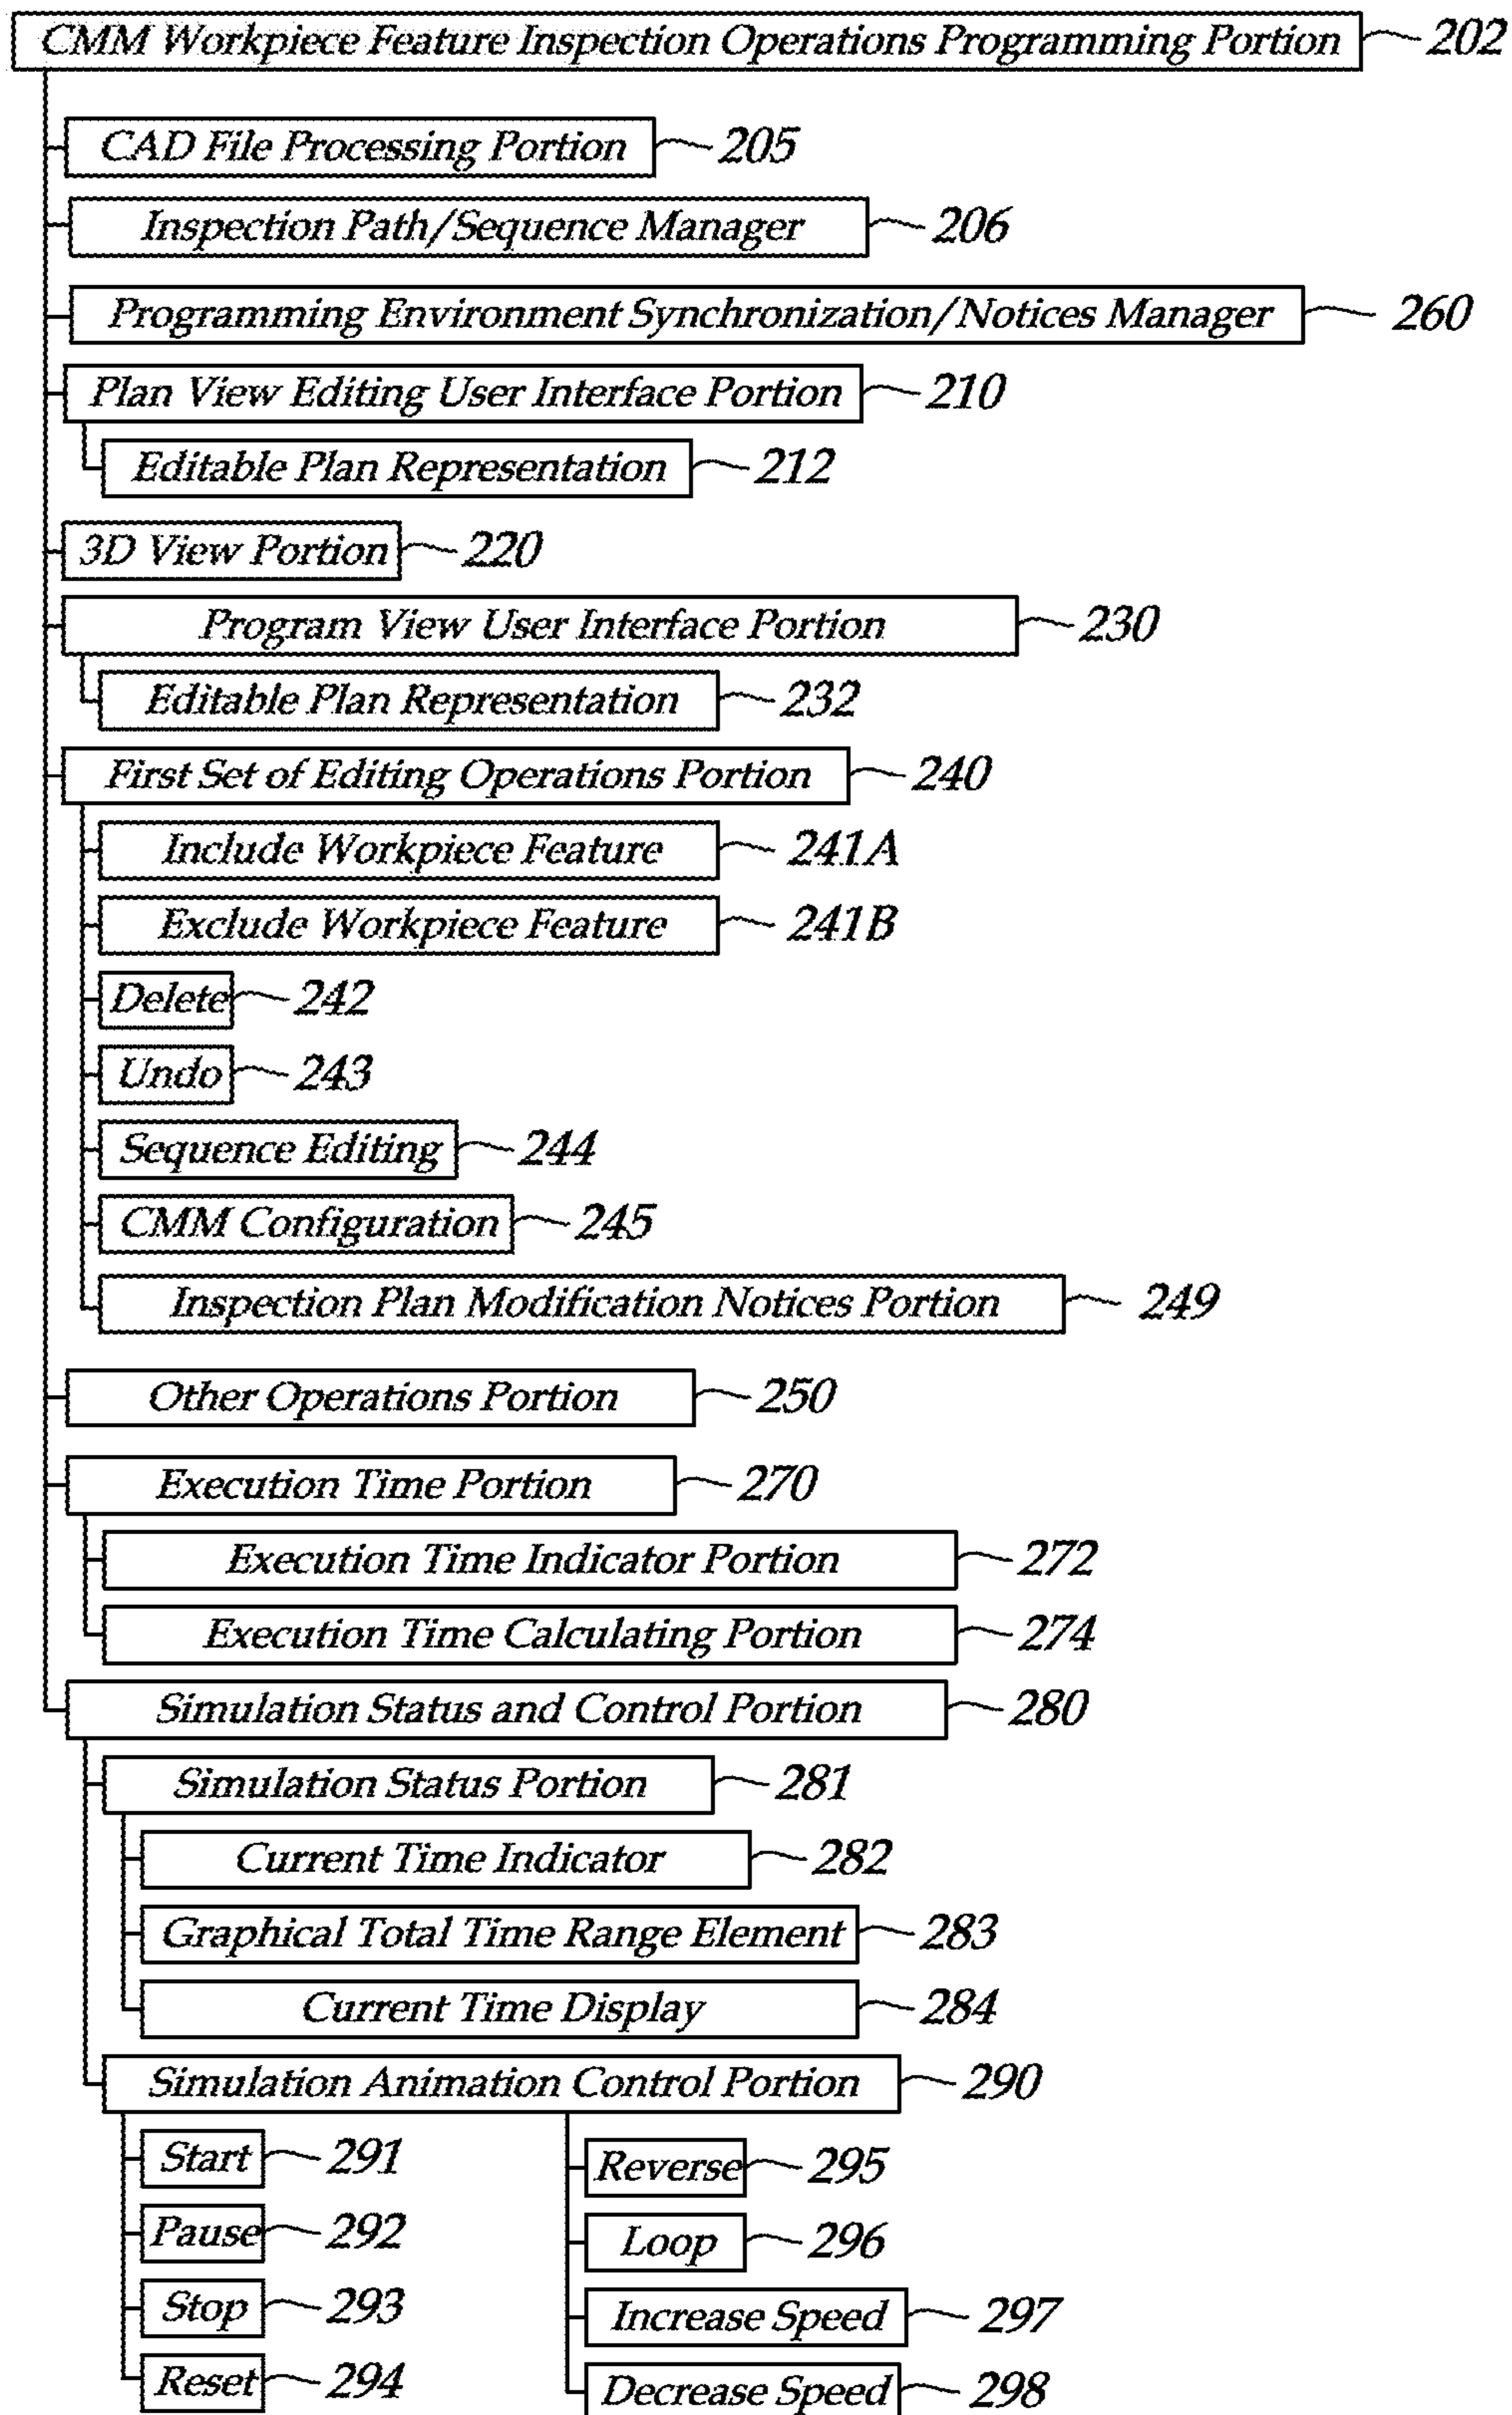 CMM Workpiece Feature Inspection Operations Programming Portion 202
CAD File Processing Portion 205
Inspection Path/Sequence Manager 206
Programming Environment Synchronization/Notices Manager 260
Plan View Editing User Interface Portion 210
Editable Plan Representation 212
3D View Portion 220
Program View User Interface Portion 230
Editable Plan Representation 232
First Set of Editing Operations Portion 240
Include Workpiece Feature 241A
Exclude Workpiece Feature 241B
Delete 242
Undo 243
Sequence Editing 244
CMM Configuration 245
Inspection Plan Modification Notices Portion 249
Other Operations Portion 250
Execution Time Portion 270
Execution Time Indicator Portion 272
Execution Time Calculating Portion 274
Simulation Status and Control Portion 280
Simulation Status Portion 281
Current Time Indicator 282
Graphical Total Time Range Element 283
Current Time Display 284
Simulation Animation Control Portion 290
Start 291
Pause 292
Stop 293
Reset 294
Reverse 295
Loop 296
Increase Speed 297
Decrease Speed 298